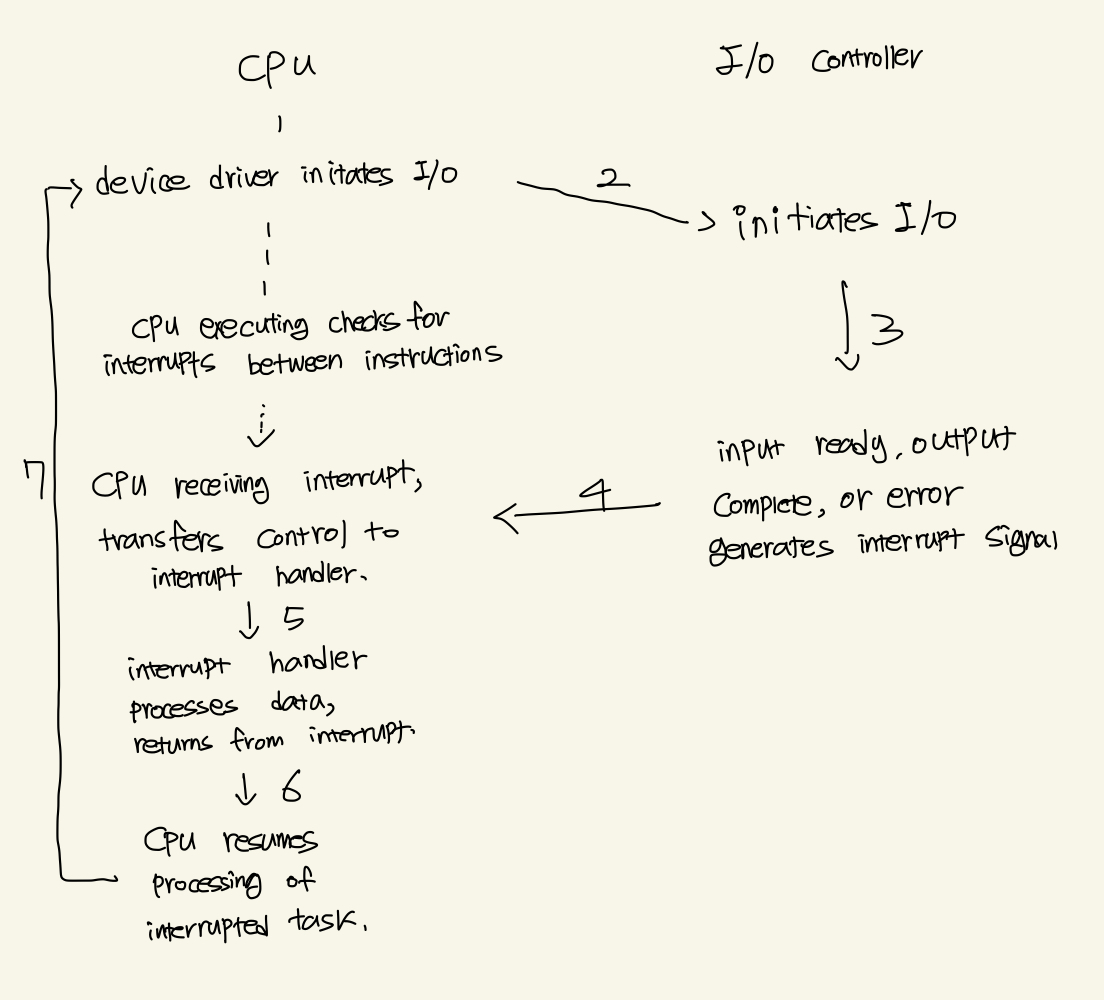 CPU
I/O controller
device driver initates I/O
2
initiates I/O
3
CPU executing checks for
interrupts between instructions
input ready, output
complete, or error
generates interrupt signal
4
7
CPU receiving interrupt,
transfers control to
interrupt handler.
5
interrupt handler
processes data,
returns from interrupt.
6
CPU resumes
processing of
interrupted task.